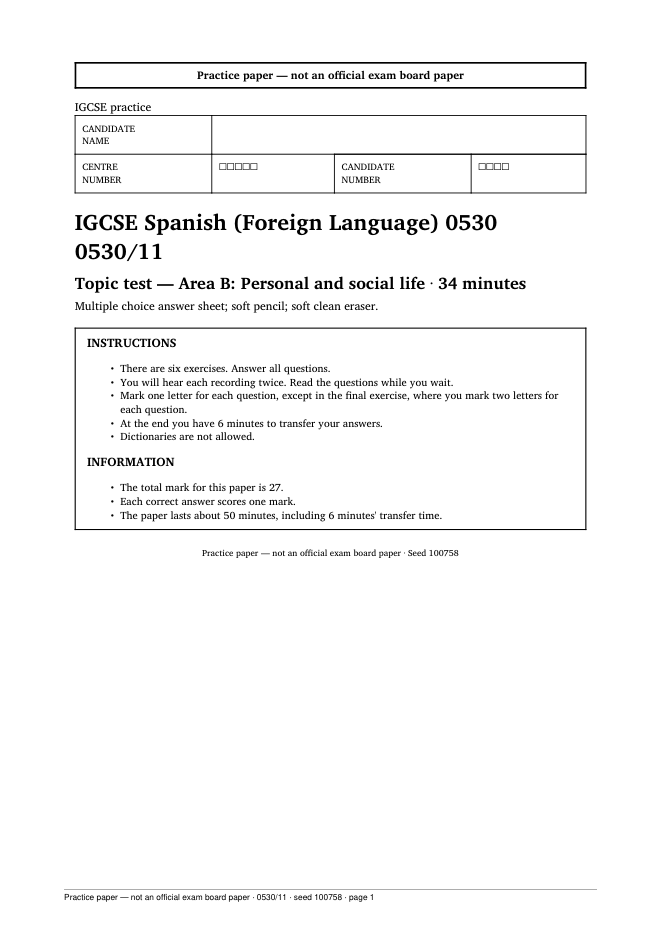 Practice paper — not an official exam board paper
IGCSE practice
CANDIDATE
NAME
CENTRE
NUMBER
□□□□□
CANDIDATE
NUMBER
□□□□
IGCSE Spanish (Foreign Language) 0530
0530/11
Topic test — Area B: Personal and social life · 34 minutes
Multiple choice answer sheet; soft pencil; soft clean eraser.
INSTRUCTIONS
• There are six exercises. Answer all questions.
• You will hear each recording twice. Read the questions while you wait.
• Mark one letter for each question, except in the final exercise, where you mark two letters for
each question.
• At the end you have 6 minutes to transfer your answers.
• Dictionaries are not allowed.
INFORMATION
• The total mark for this paper is 27.
• Each correct answer scores one mark.
• The paper lasts about 50 minutes, including 6 minutes' transfer time.
Practice paper — not an official exam board paper · Seed 100758
Practice paper — not an official exam board paper · 0530/11 · seed 100758 · page 1